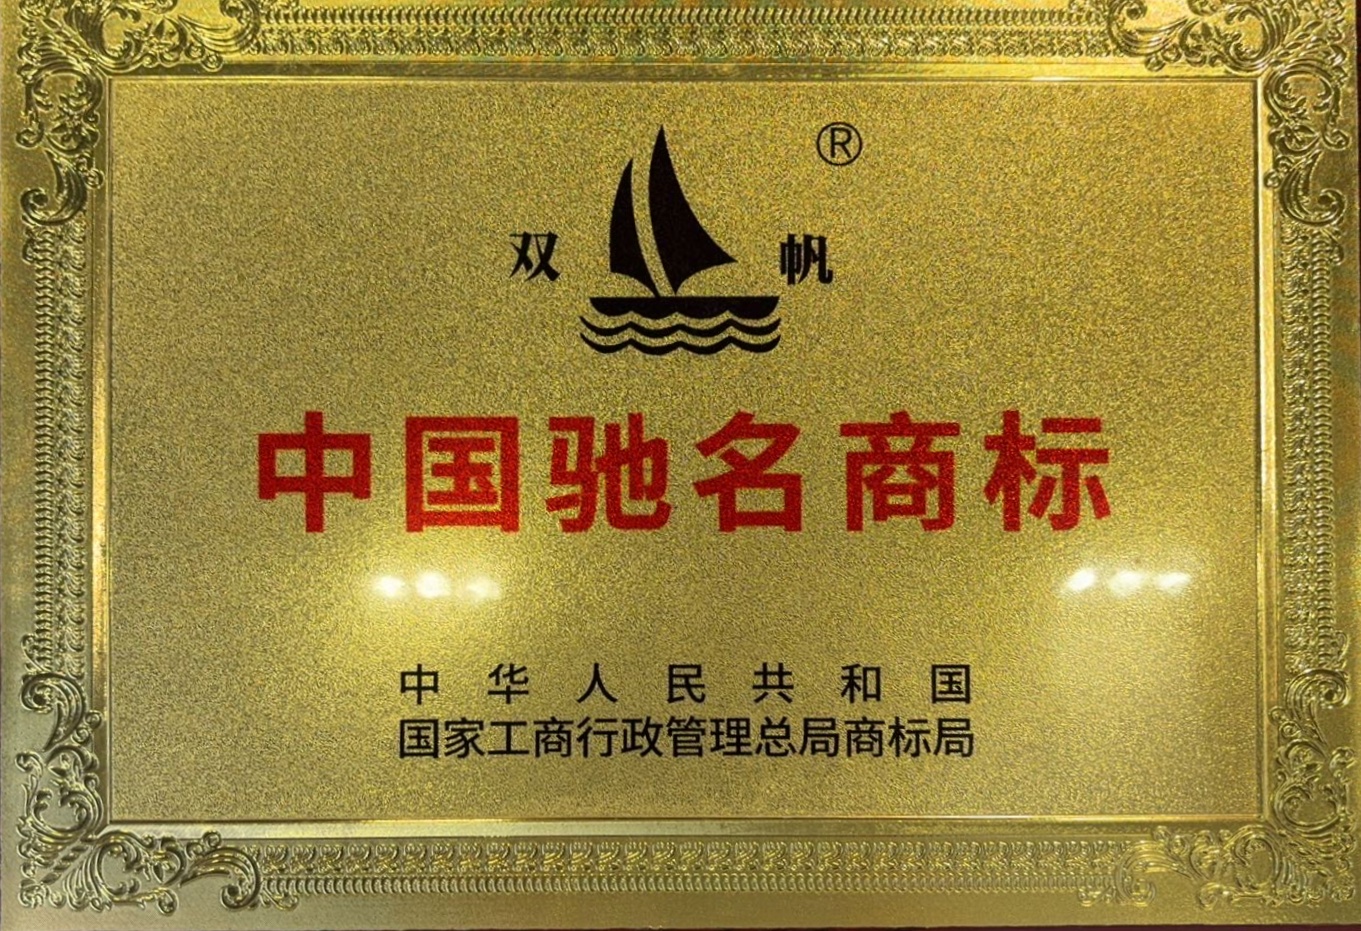 ®
双 帆
中国驰名商标
中华人民共和国
国家工商行政管理总局商标局